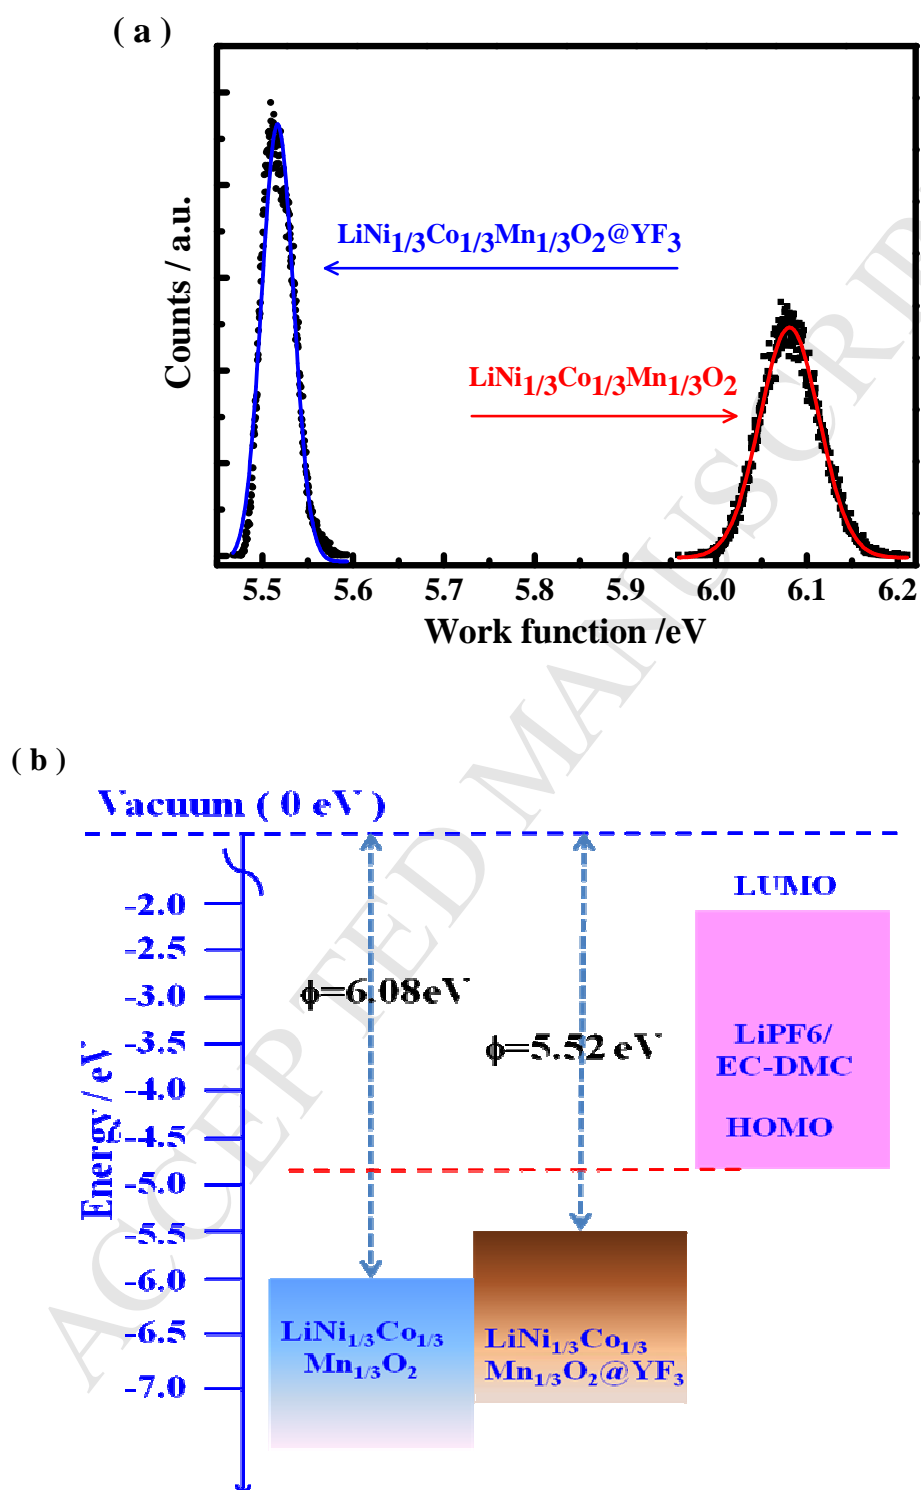 ( a )
Counts / a.u.
LiNi1/3Co1/3Mn1/3O2@YF3
LiNi1/3Co1/3Mn1/3O2
5.5 5.6 5.7 5.8 5.9 6.0 6.1 6.2
Work function /eV
( b )
Vacuum ( 0 eV )
Energy / eV
-2.0
-2.5
-3.0
-3.5
-4.0
-4.5
-5.0
-5.5
-6.0
-6.5
-7.0
ϕ=6.08eV
ϕ=5.52 eV
LUMO
LiPF6/
EC-DMC
HOMO
LiNi1/3Co1/3
Mn1/3O2
LiNi1/3Co1/3
Mn1/3O2@YF3
ACCEPTED MANUSCRIP